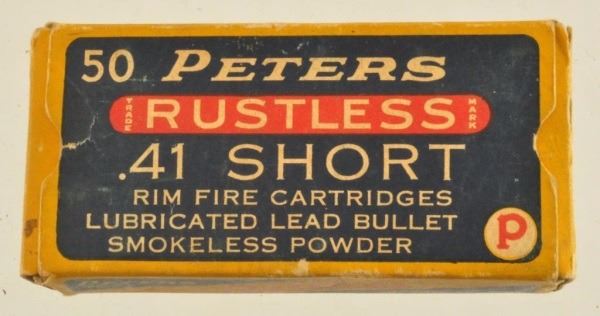 50 PETERS
TRADE RUSTLESS MARK
.41 SHORT
RIM FIRE CARTRIDGES
LUBRICATED LEAD BULLET
SMOKELESS POWDER
P